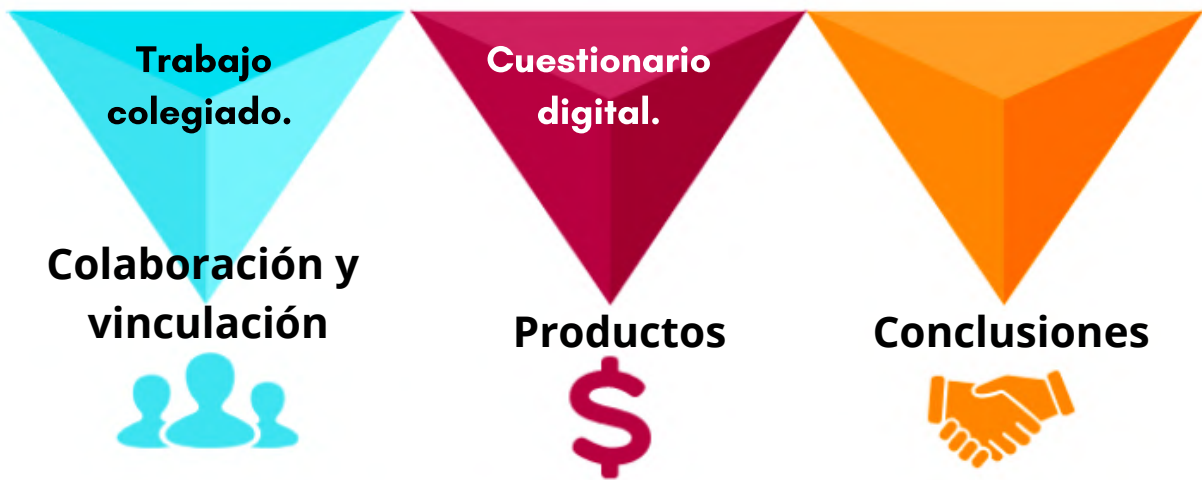 Trabajo
colegiado.
Colaboración y
vinculación
Cuestionario
digital.
Productos
$
Conclusiones